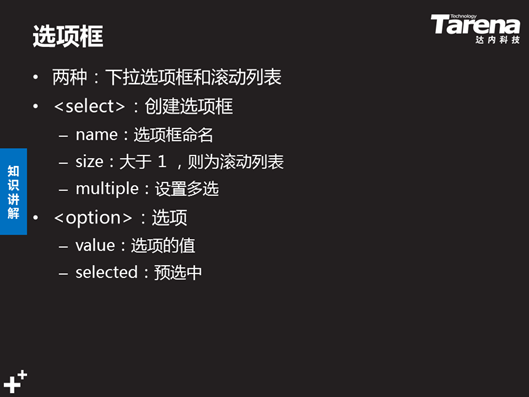 选项框
Technology
Tarena
达内科技
• 两种：下拉选项框和滚动列表
• <select>：创建选项框
– name：选项框命名
– size：大于 1 ，则为滚动列表
– multiple：设置多选
知识讲解
• <option>：选项
– value：选项的值
– selected：预选中